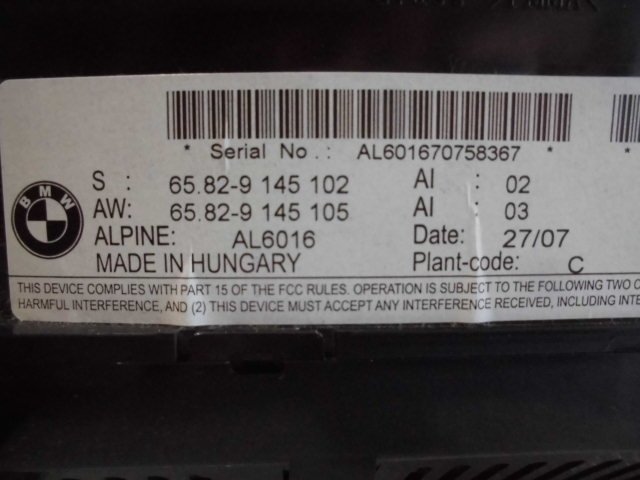 * Serial No.: AL601670758367 * *
S : 65.82-9 145 102 AI : 02
BMW
AW: 65.82-9 145 105 AI : 03
ALPINE: AL6016 Date: 27/07
MADE IN HUNGARY Plant-code: C
THIS DEVICE COMPLIES WITH PART 15 OF THE FCC RULES. OPERATION IS SUBJECT TO THE FOLLOWING TWO
HARMFUL INTERFERENCE, AND (2) THIS DEVICE MUST ACCEPT ANY INTERFERENCE RECEIVED, INCLUDING